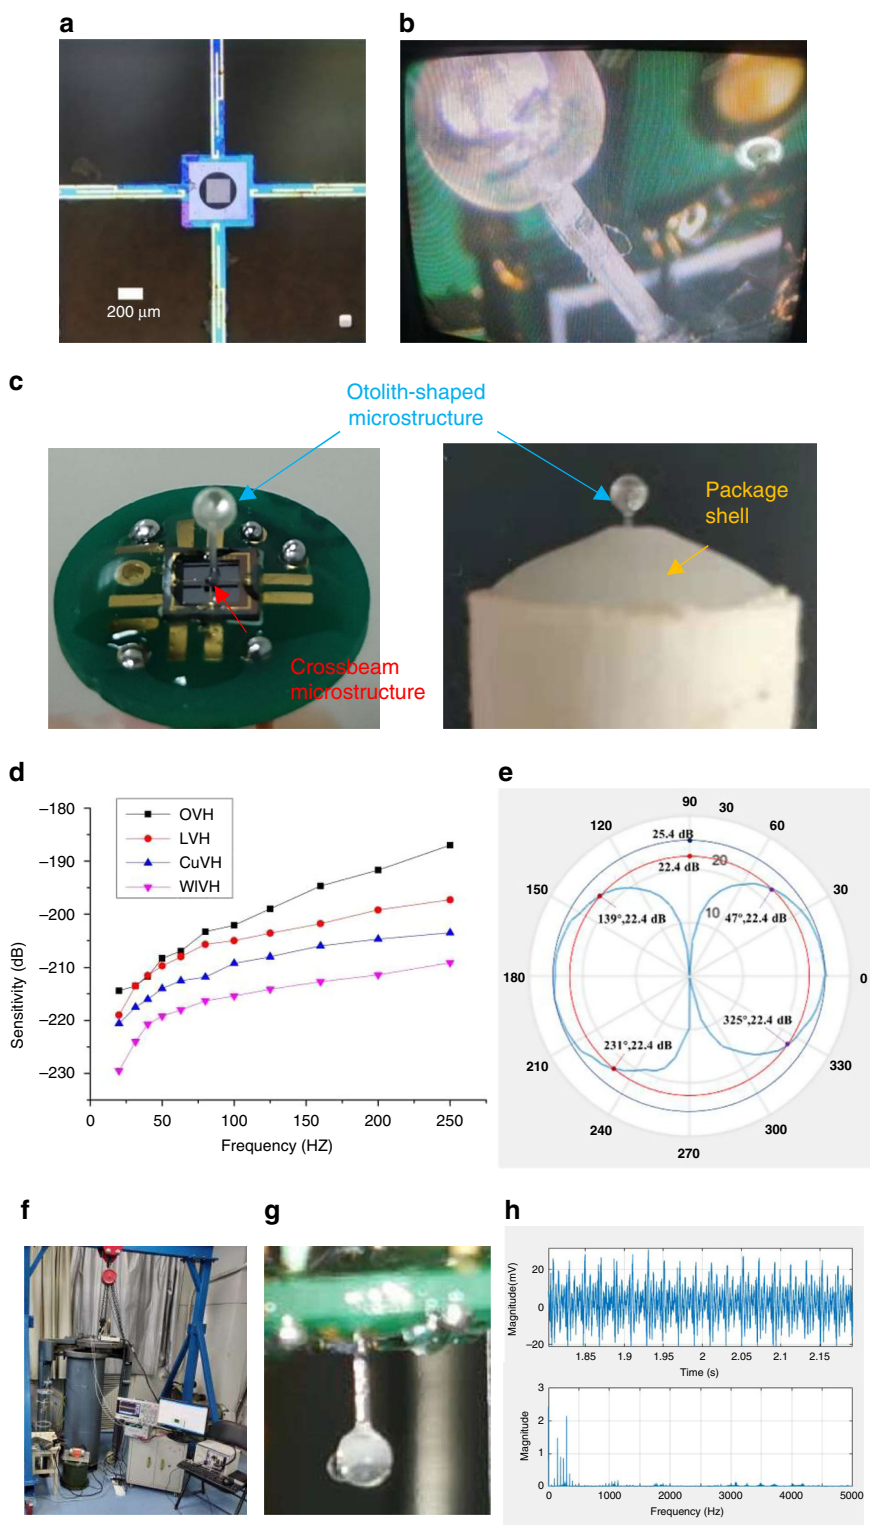 a
b
200 μm
c
Otolith-shaped
microstructure
Package
shell
Crossbeam
microstructure
d
–180
–190
–200
–210
–220
–230
Sensitivity (dB)
OVH
LVH
CuVH
WIVH
0
50
100
150
200
250
Frequency (HZ)
e
90
30
120
60
25.4 dB
20
22.4 dB
150
30
10
139°,22.4 dB
47°,22.4 dB
180
0
325°,22.4 dB
231°,22.4 dB
210
330
240
300
270
f
g
h
Magnitude(mV)
20
0
–20
1.85
1.9
1.95
2
2.05
2.1
2.15
Time (s)
Magnitude
3
2
1
0
0
1000
2000
3000
4000
5000
Frequency (Hz)